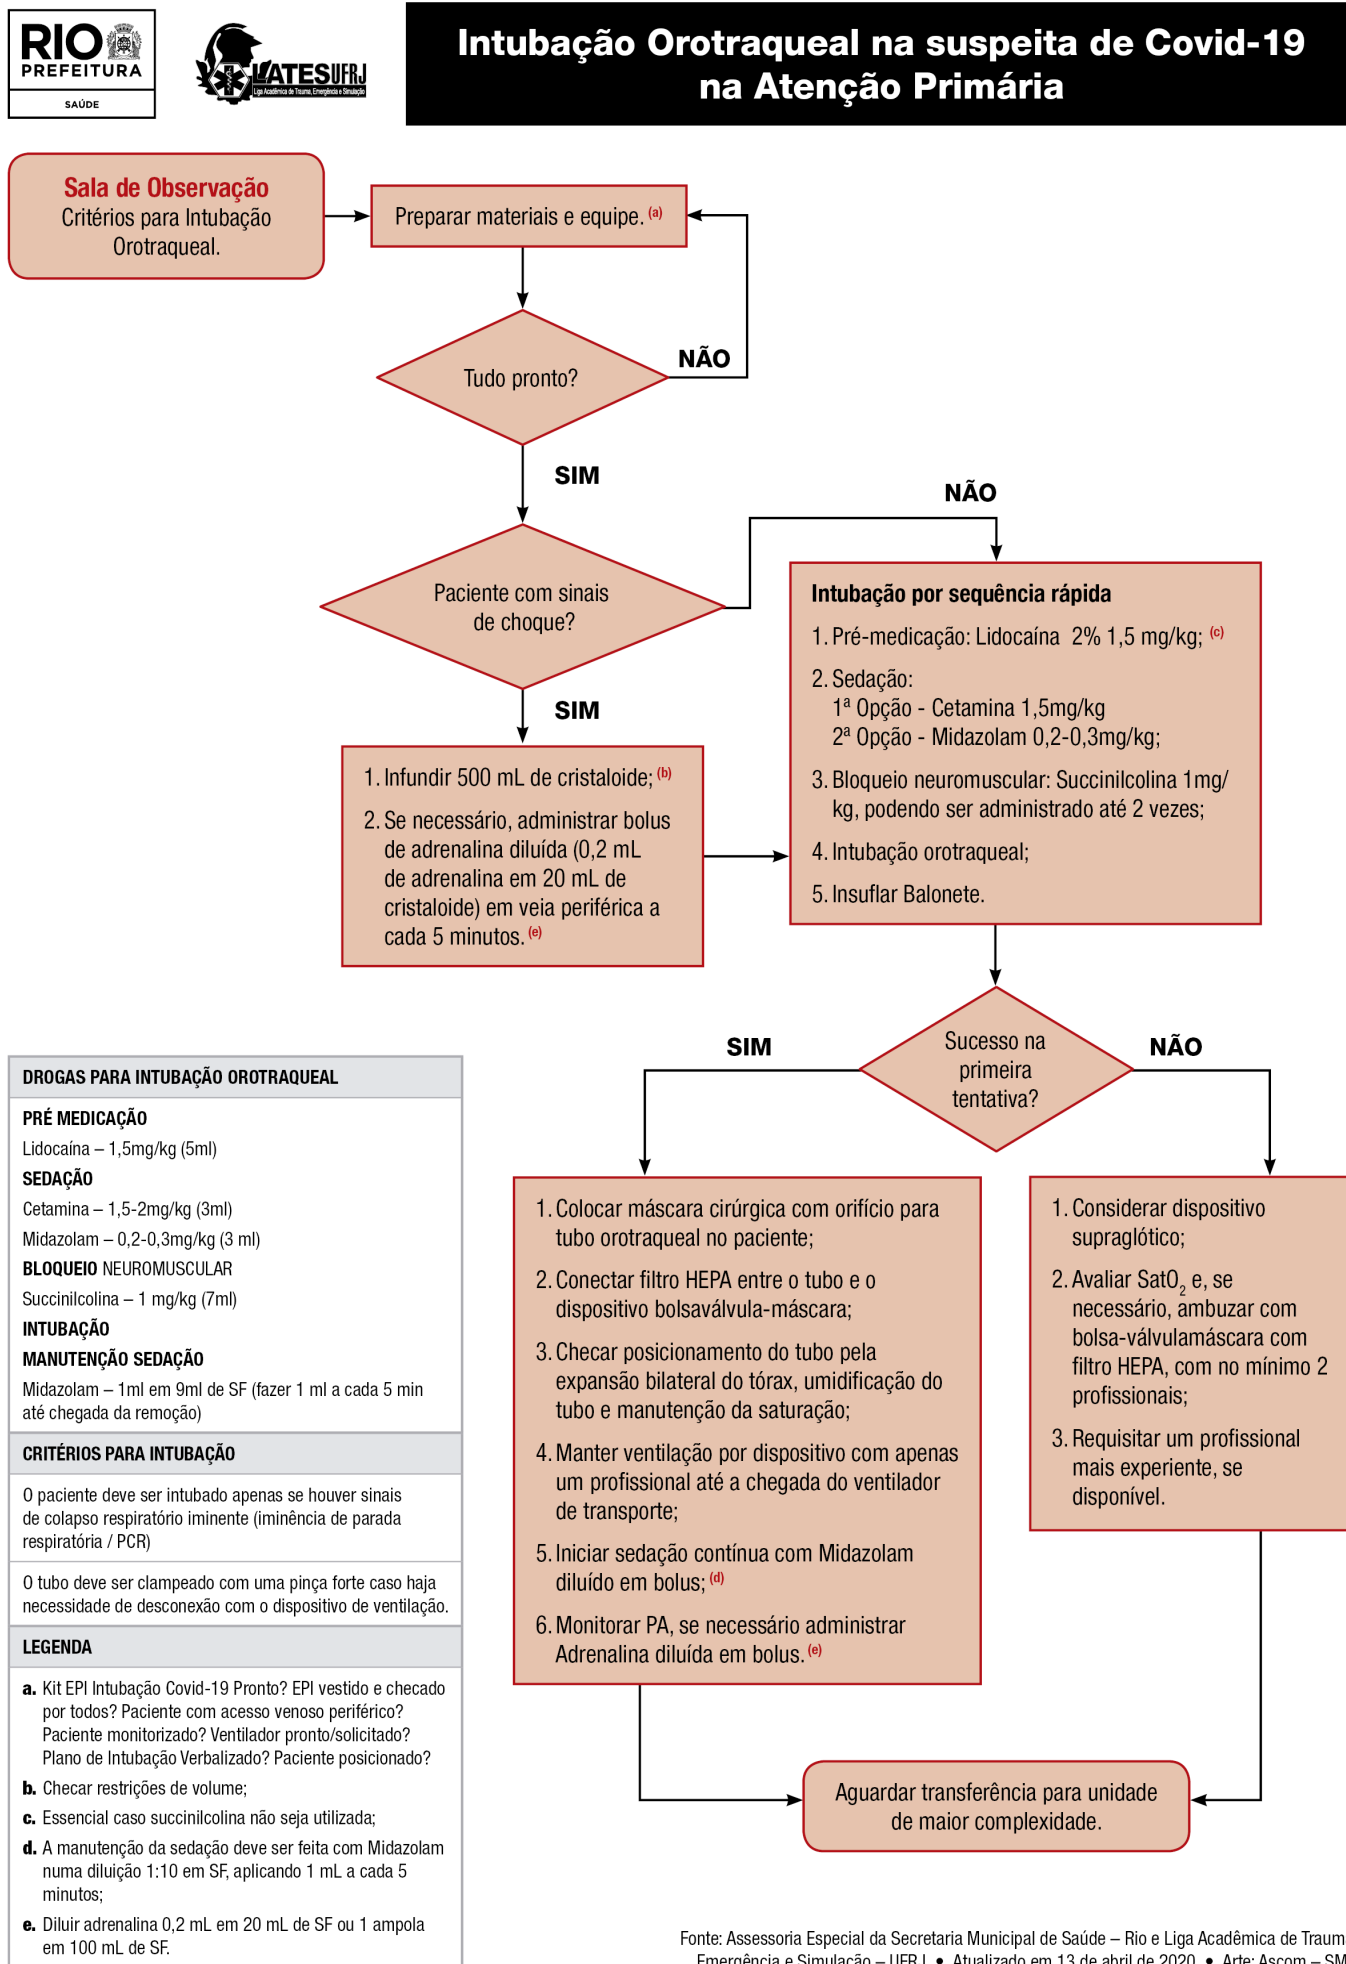 RIO
PREFEITURA
SAÚDE
LATESUFRJ
Liga Acadêmica de Trauma, Emergência e Simulação
Intubação Orotraqueal na suspeita de Covid-19
na Atenção Primária
Sala de Observação
Critérios para Intubação
Orotraqueal.
Preparar materiais e equipe. (a)
Tudo pronto?
NÃO
SIM
Paciente com sinais
de choque?
NÃO
SIM
1. Infundir 500 mL de cristaloide; (b)
2. Se necessário, administrar bolus
de adrenalina diluída (0,2 mL
de adrenalina em 20 mL de
cristaloide) em veia periférica a
cada 5 minutos. (e)
Intubação por sequência rápida
1. Pré-medicação: Lidocaína 2% 1,5 mg/kg; (c)
2. Sedação:
1ª Opção - Cetamina 1,5mg/kg
2ª Opção - Midazolam 0,2-0,3mg/kg;
3. Bloqueio neuromuscular: Succinilcolina 1mg/
kg, podendo ser administrado até 2 vezes;
4. Intubação orotraqueal;
5. Insuflar Balonete.
Sucesso na
primeira
tentativa?
SIM
NÃO
1. Colocar máscara cirúrgica com orifício para
tubo orotraqueal no paciente;
2. Conectar filtro HEPA entre o tubo e o
dispositivo bolsaválvula-máscara;
3. Checar posicionamento do tubo pela
expansão bilateral do tórax, umidificação do
tubo e manutenção da saturação;
4. Manter ventilação por dispositivo com apenas
um profissional até a chegada do ventilador
de transporte;
5. Iniciar sedação contínua com Midazolam
diluído em bolus; (d)
6. Monitorar PA, se necessário administrar
Adrenalina diluída em bolus. (e)
1. Considerar dispositivo
supraglótico;
2. Avaliar SatO2 e, se
necessário, ambuzar com
bolsa-válvulamáscara com
filtro HEPA, com no mínimo 2
profissionais;
3. Requisitar um profissional
mais experiente, se
disponível.
Aguardar transferência para unidade
de maior complexidade.
DROGAS PARA INTUBAÇÃO OROTRAQUEAL
PRÉ MEDICAÇÃO
Lidocaína – 1,5mg/kg (5ml)
SEDAÇÃO
Cetamina – 1,5-2mg/kg (3ml)
Midazolam – 0,2-0,3mg/kg (3 ml)
BLOQUEIO NEUROMUSCULAR
Succinilcolina – 1 mg/kg (7ml)
INTUBAÇÃO
MANUTENÇÃO SEDAÇÃO
Midazolam – 1ml em 9ml de SF (fazer 1 ml a cada 5 min
até chegada da remoção)
CRITÉRIOS PARA INTUBAÇÃO
O paciente deve ser intubado apenas se houver sinais
de colapso respiratório iminente (iminência de parada
respiratória / PCR)
O tubo deve ser clampeado com uma pinça forte caso haja
necessidade de desconexão com o dispositivo de ventilação.
LEGENDA
a. Kit EPI Intubação Covid-19 Pronto? EPI vestido e checado
por todos? Paciente com acesso venoso periférico?
Paciente monitorizado? Ventilador pronto/solicitado?
Plano de Intubação Verbalizado? Paciente posicionado?
b. Checar restrições de volume;
c. Essencial caso succinilcolina não seja utilizada;
d. A manutenção da sedação deve ser feita com Midazolam
numa diluição 1:10 em SF, aplicando 1 mL a cada 5
minutos;
e. Diluir adrenalina 0,2 mL em 20 mL de SF ou 1 ampola
em 100 mL de SF.
Fonte: Assessoria Especial da Secretaria Municipal de Saúde – Rio e Liga Acadêmica de Trauma
Emergência e Simulação – UFRJ • Atualizado em 13 de abril de 2020 • Arte: Ascom – SM